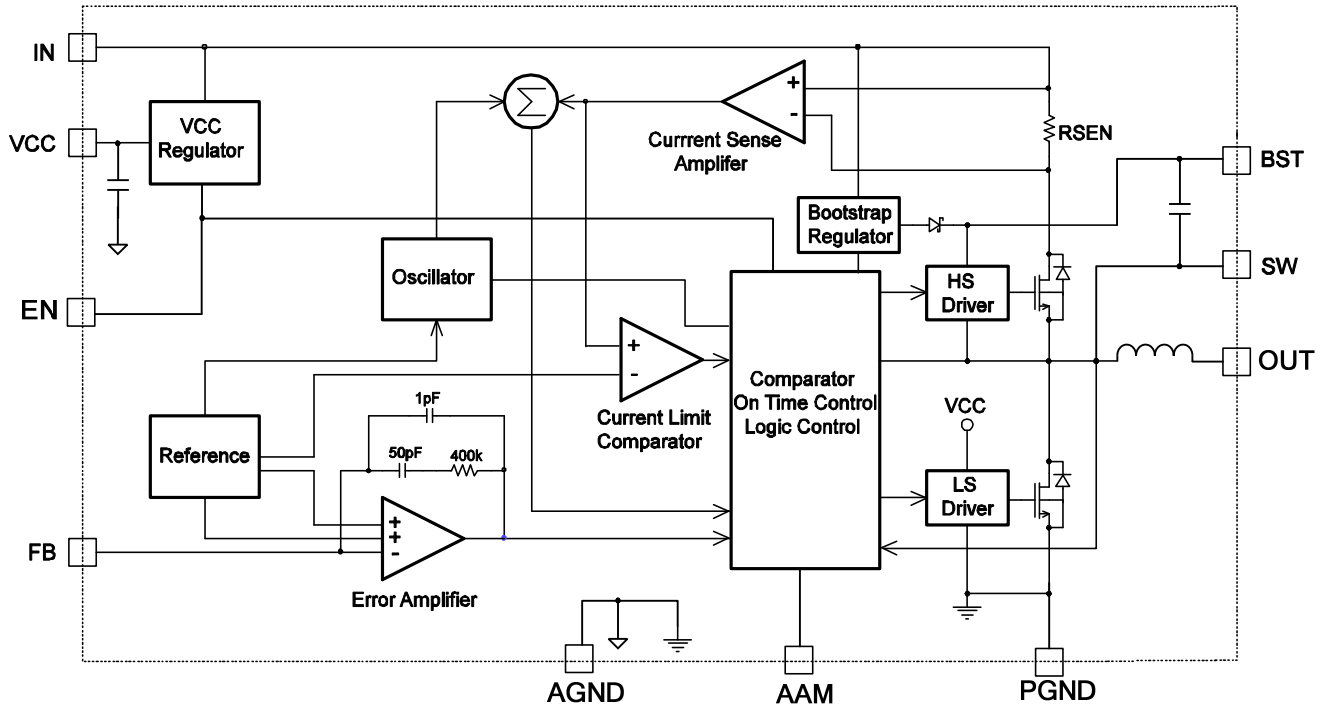 IN
VCC
Regulator
VCC
EN
Σ
+
-
Currrent Sense
Amplifer
RSEN
BST
Bootstrap
Regulator
SW
Oscillator
HS
Driver
OUT
+
-
Current Limit
Comparator
Comparator
On Time Control
Logic Control
VCC
1pF
50pF
400k
Reference
LS
Driver
FB
+
+
-
Error Amplifier
AGND
AAM
PGND